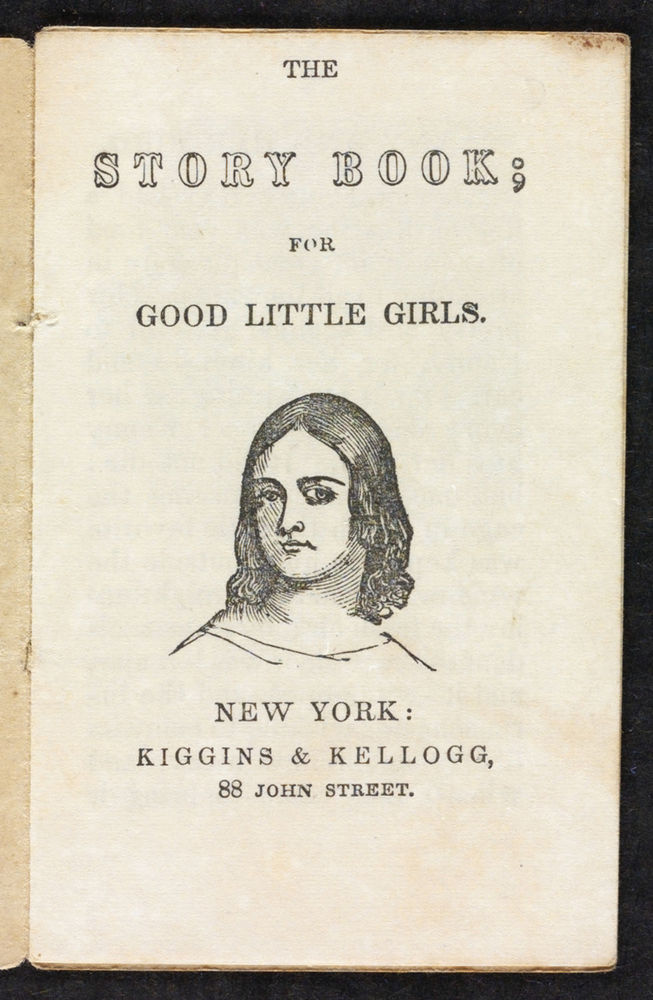 THE
STORY BOOK;
FOR
GOOD LITTLE GIRLS.
NEW YORK:
KIGGINS & KELLOGG,
88 JOHN STREET.